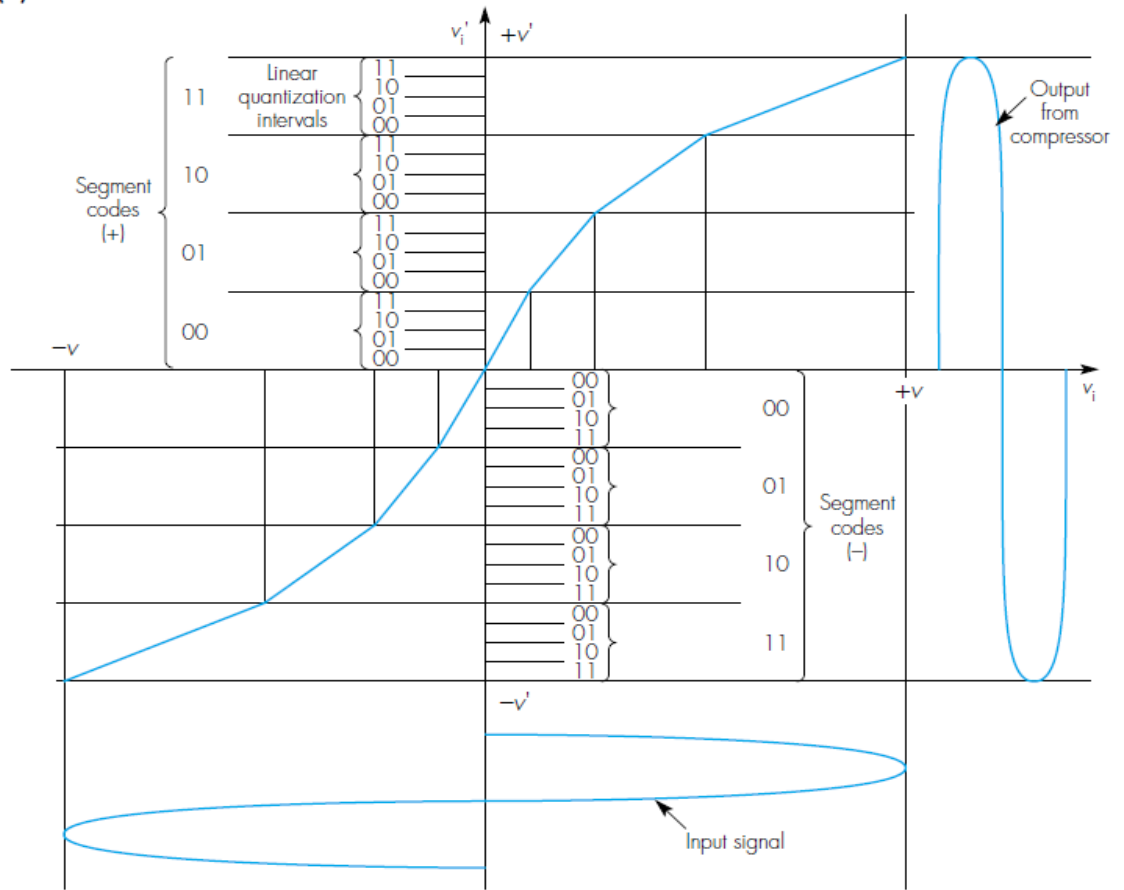 vᵢ' +v'
11
Linear
quantization
intervals
11
10
01
00
Output
from
compressor
10
11
10
01
00
Segment
codes
(+)
01
11
10
01
00
00
11
10
01
00
−v
+v
vᵢ
00
01
10
11
00
00
01
10
11
01
Segment
codes
(–)
00
01
10
11
10
00
01
10
11
11
−v'
Input signal